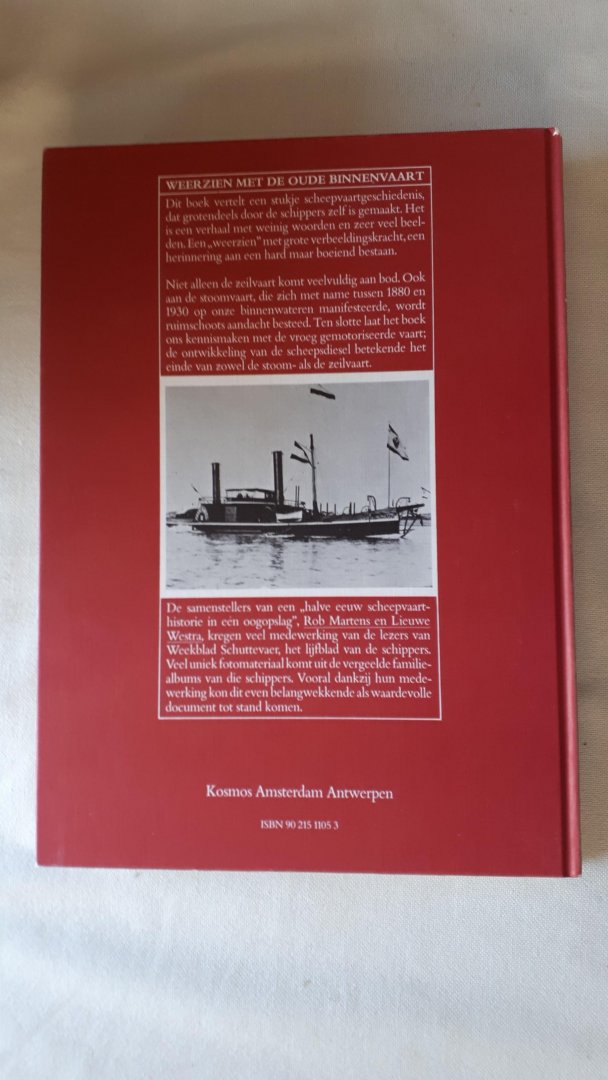 WEERZIEN MET DE OUDE BINNENVAART
Dit boek vertelt een stukje scheepvaartgeschiedenis,
dat grotendeels door de schippers zelf is gemaakt. Het
is een verhaal met weinig woorden en zeer veel beel-
den. Een „weerzien” met grote verbeeldingskracht, een
herinnering aan een hard maar boeiend bestaan.
Niet alleen de zeilvaart komt veelvuldig aan bod. Ook
aan de stoomvaart, die zich met name tussen 1880 en
1930 op onze binnenwateren manifesteerde, wordt
ruimschoots aandacht besteed. Ten slotte laat het boek
ons kennismaken met de vroeg gemotoriseerde vaart;
de ontwikkeling van de scheepsdiesel betekende het
einde van zowel de stoom- als de zeilvaart.
De samenstellers van een „halve eeuw scheepvaart-
historie in één oogopslag”, Rob Martens en Lieuwe
Westra, kregen veel medewerking van de lezers van
Weekblad Schuttevaer, het lijfblad van de schippers.
Veel uniek fotomateriaal komt uit de vergeelde familie-
albums van die schippers. Vooral dankzij hun mede-
werking kon dit even belangwekkende als waardevolle
document tot stand komen.
Kosmos Amsterdam Antwerpen
ISBN 90 215 1105 3